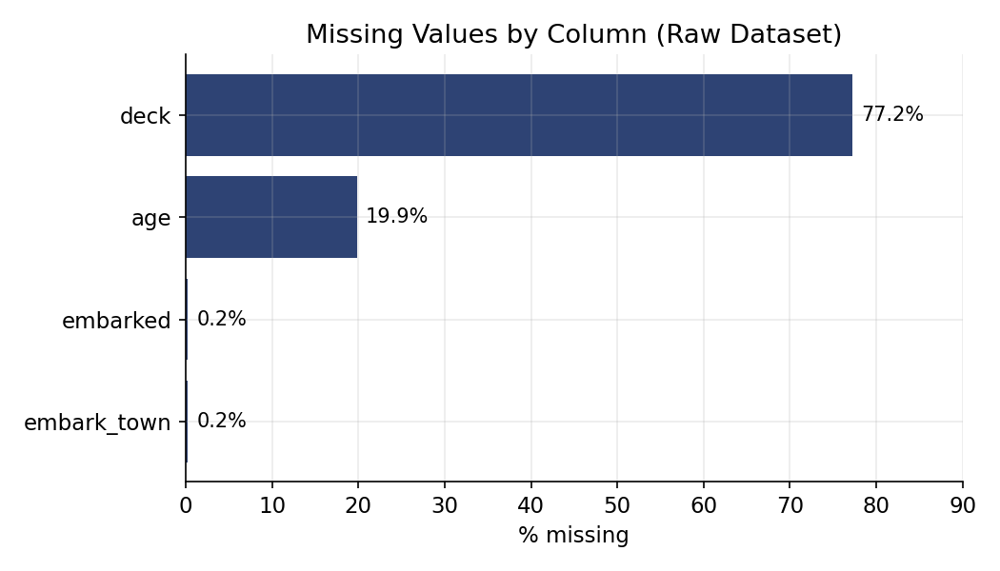 Missing Values by Column (Raw Dataset)
deck 77.2%
age 19.9%
embarked 0.2%
embark_town 0.2%
0 10 20 30 40 50 60 70 80 90
% missing